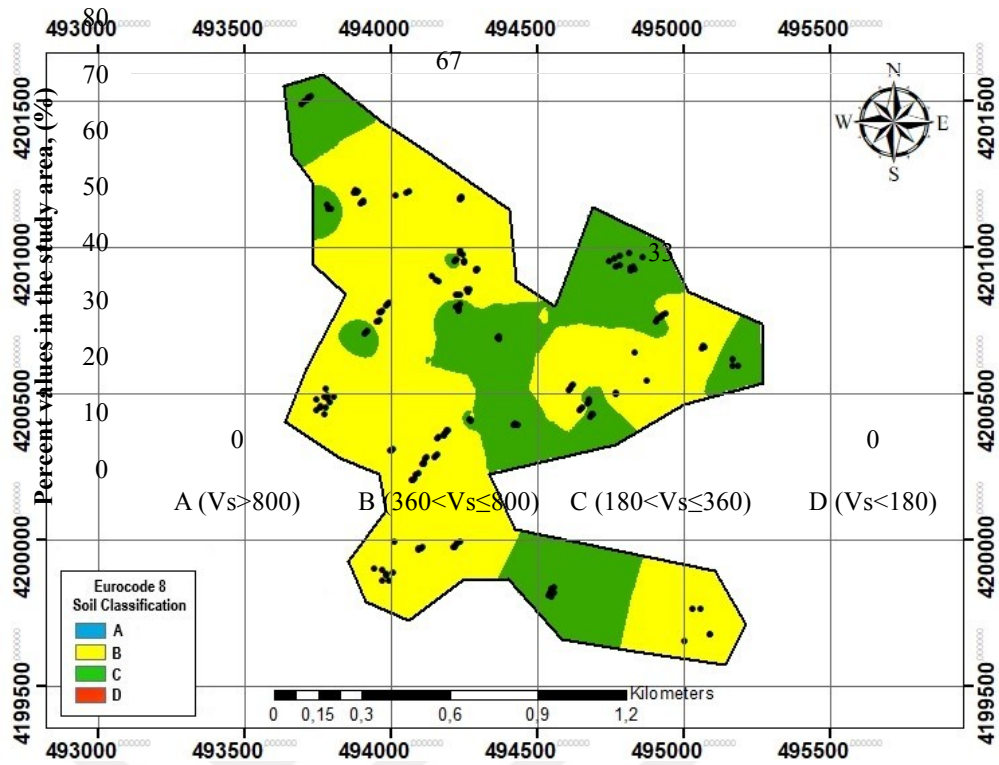 80
493000 493500 494000 494500 495000 495500
67
70
N
4201500
4201500
Percent values in the study area, (%)
60
W E
S
50
40
33
4201000
4201000
30
20
4200500
4200500
10
0 0
0
A (Vs>800) B (360<Vs≤800) C (180<Vs≤360) D (Vs<180)
4200000
4200000
Eurocode 8
Soil Classification
A
B
C
D
4199500
4199500
Kilometers
0 0,15 0,3 0,6 0,9 1,2
493000 493500 494000 494500 495000 495500